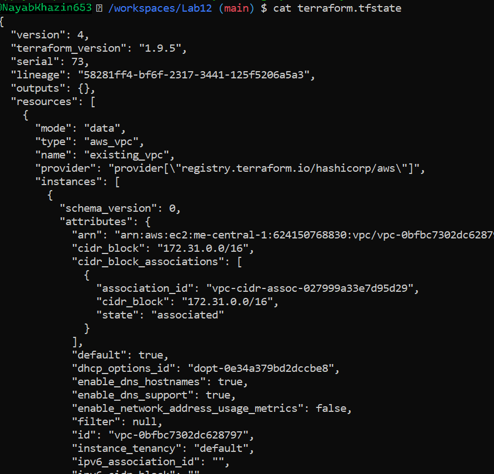 @NayabKhazin653 /workspaces/Lab12 (main) $ cat terraform.tfstate
{
  "version": 4,
  "terraform_version": "1.9.5",
  "serial": 73,
  "lineage": "58281ff4-bf6f-2317-3441-125f5206a5a3",
  "outputs": {},
  "resources": [
    {
      "mode": "data",
      "type": "aws_vpc",
      "name": "existing_vpc",
      "provider": "provider[\"registry.terraform.io/hashicorp/aws\"]",
      "instances": [
        {
          "schema_version": 0,
          "attributes": {
            "arn": "arn:aws:ec2:me-central-1:624150768830:vpc/vpc-0bfbc7302dc62879
            "cidr_block": "172.31.0.0/16",
            "cidr_block_associations": [
              {
                "association_id": "vpc-cidr-assoc-027999a33e7d95d29",
                "cidr_block": "172.31.0.0/16",
                "state": "associated"
              }
            ],
            "default": true,
            "dhcp_options_id": "dopt-0e34a379bd2dccbe8",
            "enable_dns_hostnames": true,
            "enable_dns_support": true,
            "enable_network_address_usage_metrics": false,
            "filter": null,
            "id": "vpc-0bfbc7302dc628797",
            "instance_tenancy": "default",
            "ipv6_association_id": "",